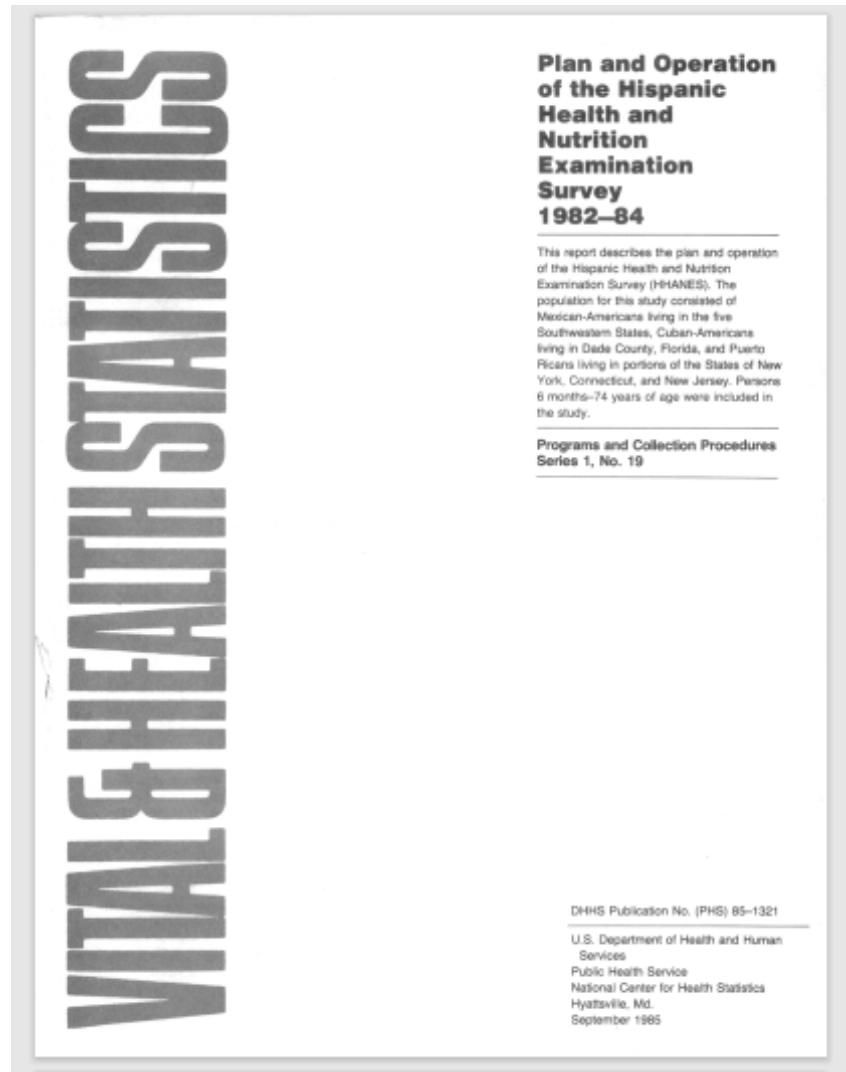 VITAL & HEALTH STATISTICS
Plan and Operation
of the Hispanic
Health and
Nutrition
Examination
Survey
1982–84
This report describes the plan and operation
of the Hispanic Health and Nutrition
Examination Survey (HHANES). The
population for this study consisted of
Mexican-Americans living in the five
Southwestern States, Cuban-Americans
living in Dade County, Florida, and Puerto
Ricans living in portions of the States of New
York, Connecticut, and New Jersey. Persons
6 months–74 years of age were included in
the study.
Programs and Collection Procedures
Series 1, No. 19
DHHS Publication No. (PHS) 85–1321
U.S. Department of Health and Human
Services
Public Health Service
National Center for Health Statistics
Hyattsville, Md.
September 1985